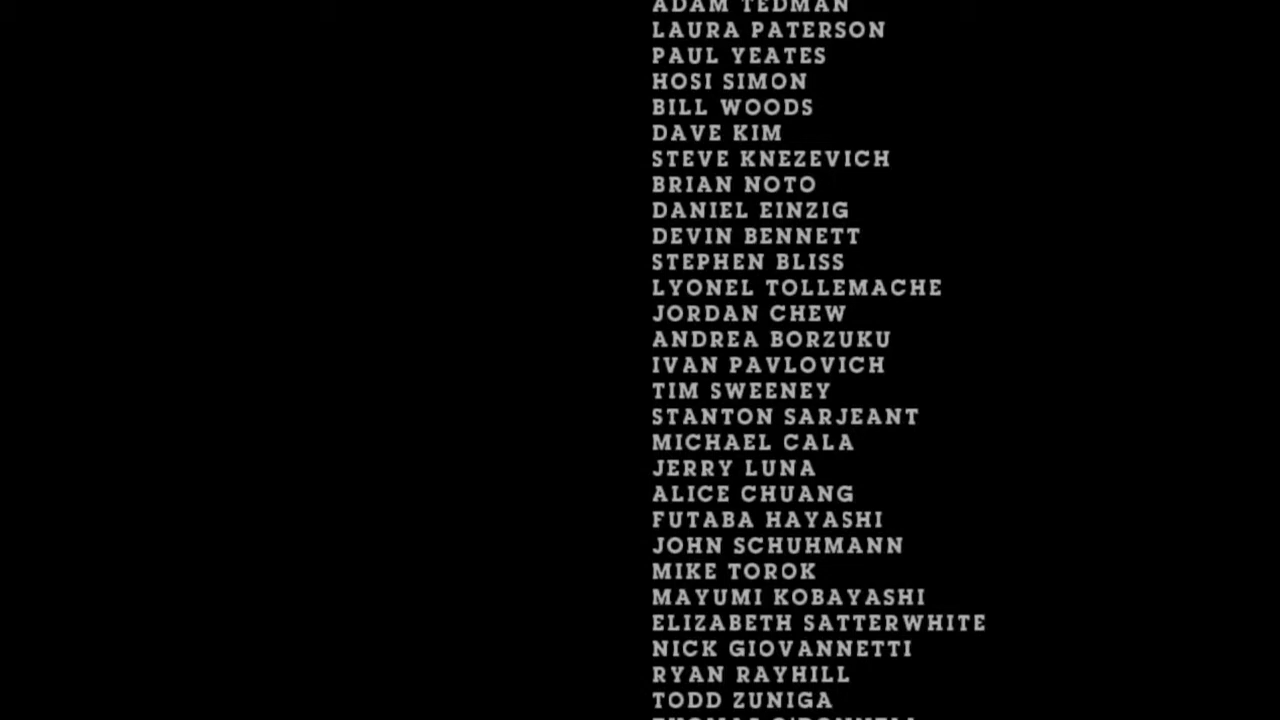 ADAM TEDMAN
LAURA PATERSON
PAUL YEATES
HOSI SIMON
BILL WOODS
DAVE KIM
STEVE KNEZEVICH
BRIAN NOTO
DANIEL EINZIG
DEVIN BENNETT
STEPHEN BLISS
LYONEL TOLLEMACHE
JORDAN CHEW
ANDREA BORZUKU
IVAN PAVLOVICH
TIM SWEENEY
STANTON SARJEANT
MICHAEL CALA
JERRY LUNA
ALICE CHUANG
FUTABA HAYASHI
JOHN SCHUHMANN
MIKE TOROK
MAYUMI KOBAYASHI
ELIZABETH SATTERWHITE
NICK GIOVANNETTI
RYAN RAYHILL
TODD ZUNIGA